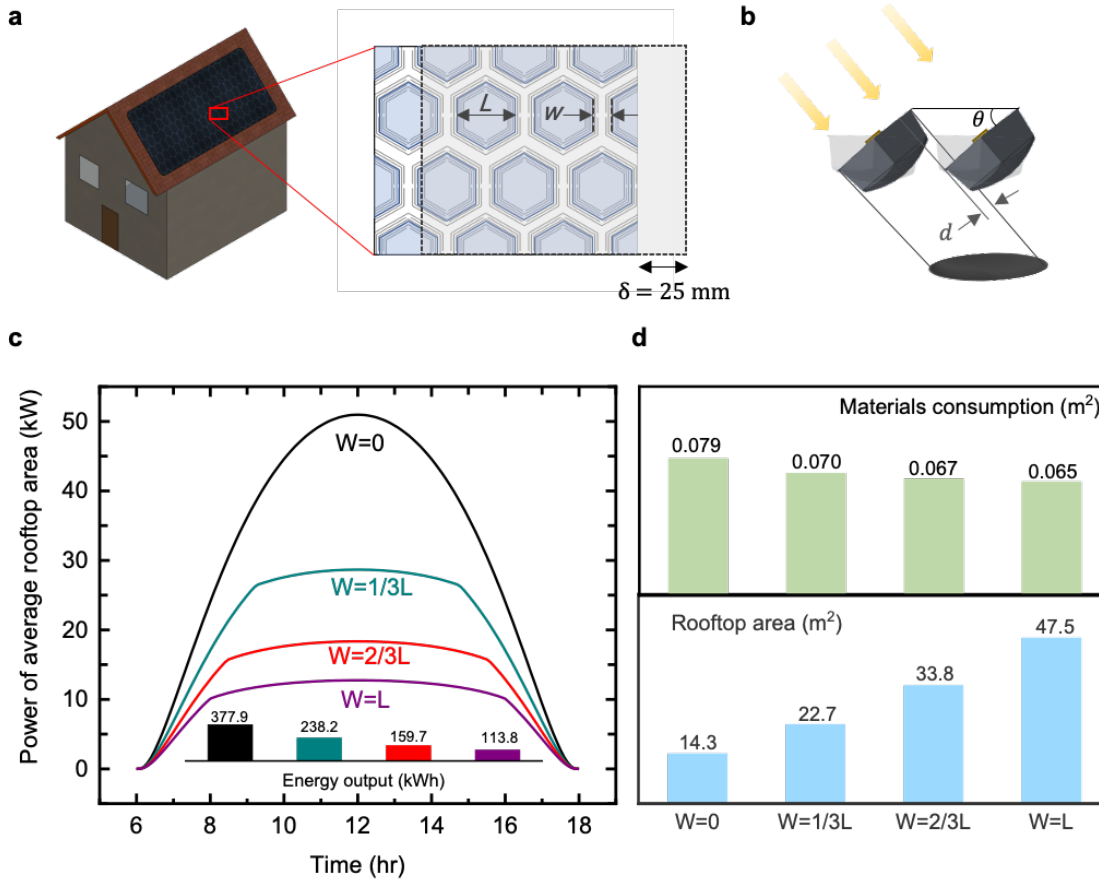 a
b
L
w
δ = 25 mm
θ
d
c
d
Power of average rooftop area (kW)
50
40
30
20
10
0
W=0
W=1/3L
W=2/3L
W=L
377.9
238.2
159.7
113.8
Energy output (kWh)
6
8
10
12
14
16
18
Time (hr)
Materials consumption (m²)
0.079
0.070
0.067
0.065
Rooftop area (m²)
14.3
22.7
33.8
47.5
W=0
W=1/3L
W=2/3L
W=L